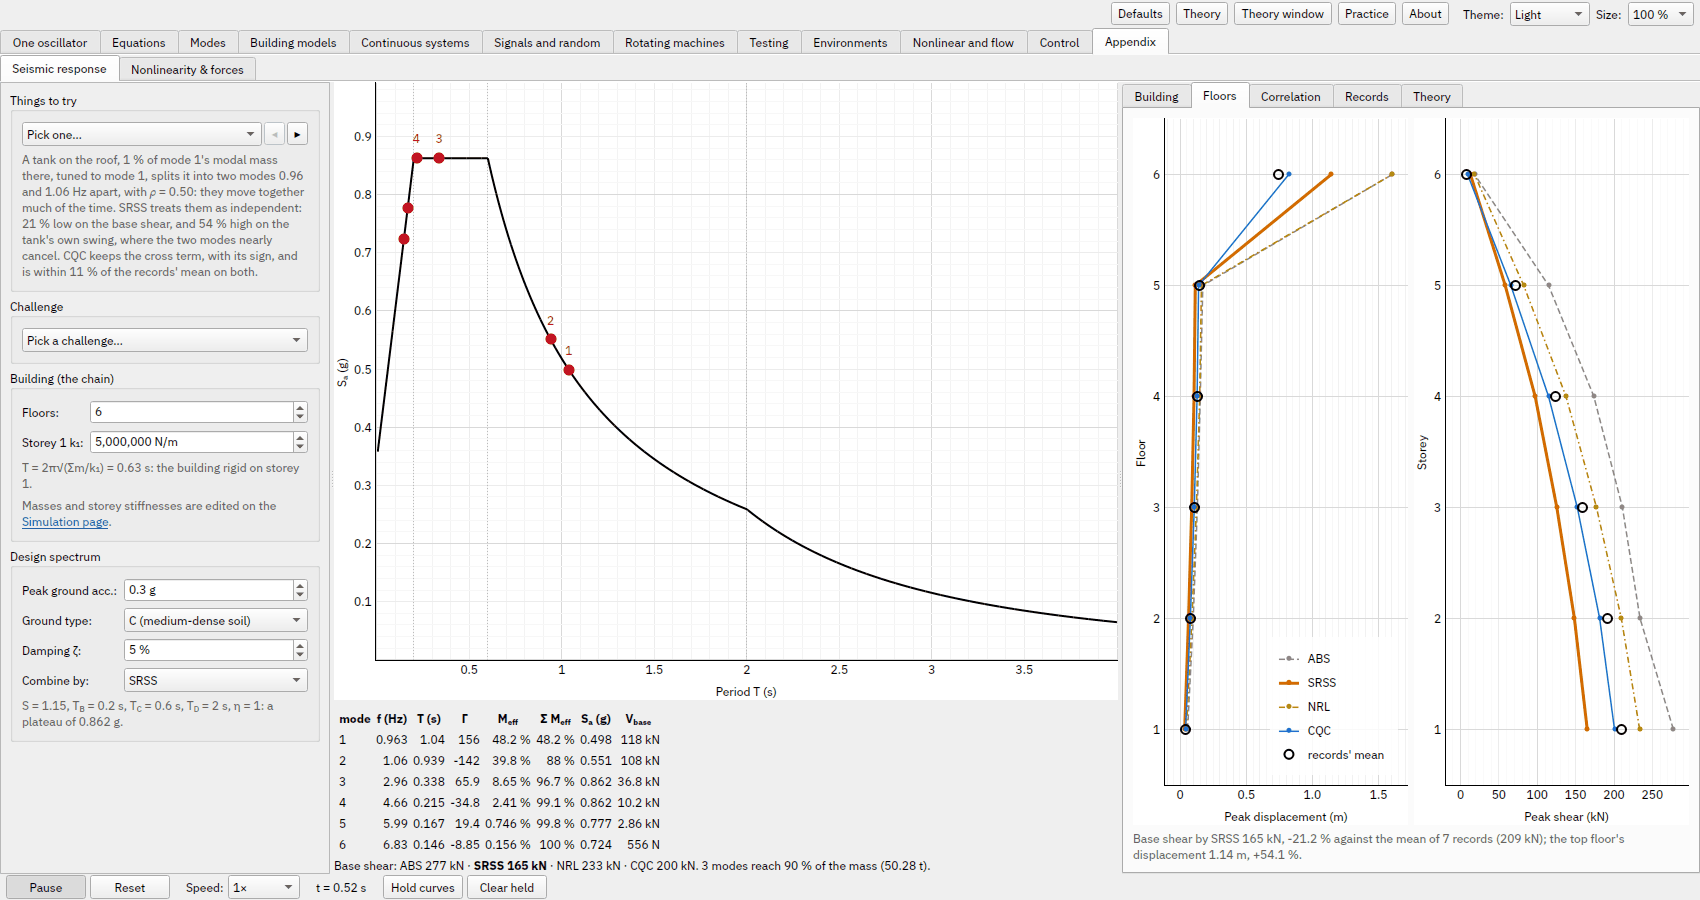 Defaults Theory Theory window Practice About Theme: Light Size: 100 %
One oscillator Equations Modes Building models Continuous systems Signals and random Rotating machines Testing Environments Nonlinear and flow Control Appendix
Seismic response Nonlinearity & forces
Things to try
Pick one...
A tank on the roof, 1 % of mode 1's modal mass
there, tuned to mode 1, splits it into two modes 0.96
and 1.06 Hz apart, with ρ = 0.50: they move together
much of the time. SRSS treats them as independent:
21 % low on the base shear, and 54 % high on the
tank's own swing, where the two modes nearly
cancel. CQC keeps the cross term, with its sign, and
is within 11 % of the records' mean on both.
Challenge
Pick a challenge...
Building (the chain)
Floors: 6
Storey 1 k₁: 5,000,000 N/m
T = 2π√(Σm/k₁) = 0.63 s: the building rigid on storey
1.
Masses and storey stiffnesses are edited on the
Simulation page.
Design spectrum
Peak ground acc.: 0.3 g
Ground type: C (medium-dense soil)
Damping ζ: 5 %
Combine by: SRSS
S = 1.15, T_B = 0.2 s, T_C = 0.6 s, T_D = 2 s, η = 1: a
plateau of 0.862 g.
Pause Reset Speed: 1× t = 0.52 s Hold curves Clear held
0.9
0.8
0.7
0.6
0.5
0.4
0.3
0.2
0.1
Sₐ (g)
4 3
2
1
0.5 1 1.5 2 2.5 3 3.5
Period T (s)
mode f (Hz) T (s) Γ M_eff Σ M_eff Sₐ (g) V_base
1 0.963 1.04 156 48.2 % 48.2 % 0.498 118 kN
2 1.06 0.939 -142 39.8 % 88 % 0.551 108 kN
3 2.96 0.338 65.9 8.65 % 96.7 % 0.862 36.8 kN
4 4.66 0.215 -34.8 2.41 % 99.1 % 0.862 10.2 kN
5 5.99 0.167 19.4 0.746 % 99.8 % 0.777 2.86 kN
6 6.83 0.146 -8.85 0.156 % 100 % 0.724 556 N
Base shear: ABS 277 kN · SRSS 165 kN · NRL 233 kN · CQC 200 kN. 3 modes reach 90 % of the mass (50.28 t).
Building Floors Correlation Records Theory
6
5
4
3
2
1
Floor
0 0.5 1.0 1.5
Peak displacement (m)
ABS
SRSS
NRL
CQC
records' mean
6
5
4
3
2
1
Storey
0 50 100 150 200 250
Peak shear (kN)
Base shear by SRSS 165 kN, -21.2 % against the mean of 7 records (209 kN); the top floor's
displacement 1.14 m, +54.1 %.